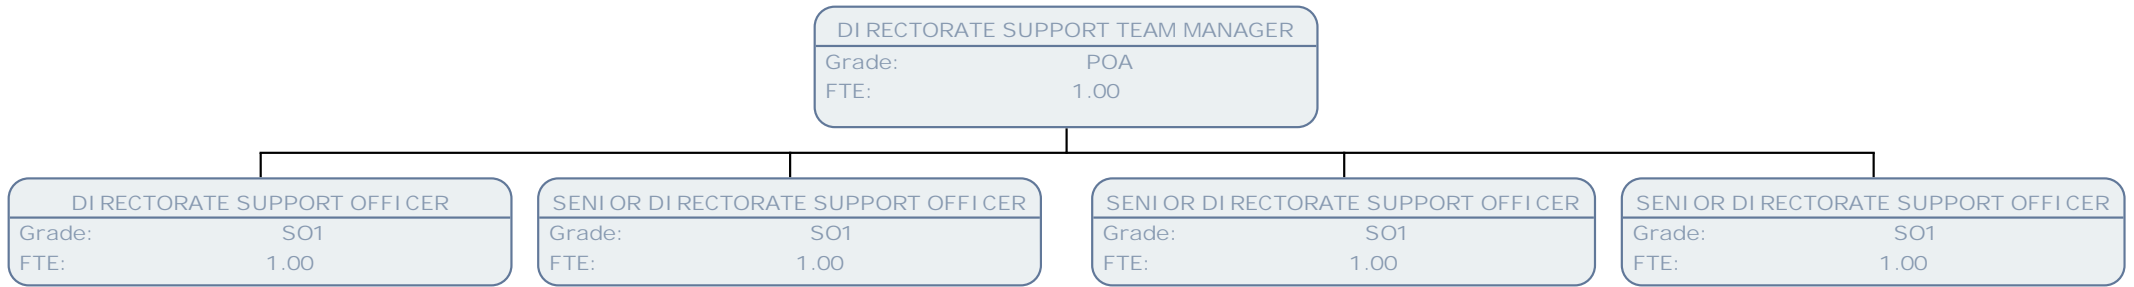 DIRECTORATE SUPPORT TEAM MANAGER
Grade: POA
FTE: 1.00
DIRECTORATE SUPPORT OFFICER
Grade: SO1
FTE: 1.00
SENIOR DIRECTORATE SUPPORT OFFICER
Grade: SO1
FTE: 1.00
SENIOR DIRECTORATE SUPPORT OFFICER
Grade: SO1
FTE: 1.00
SENIOR DIRECTORATE SUPPORT OFFICER
Grade: SO1
FTE: 1.00